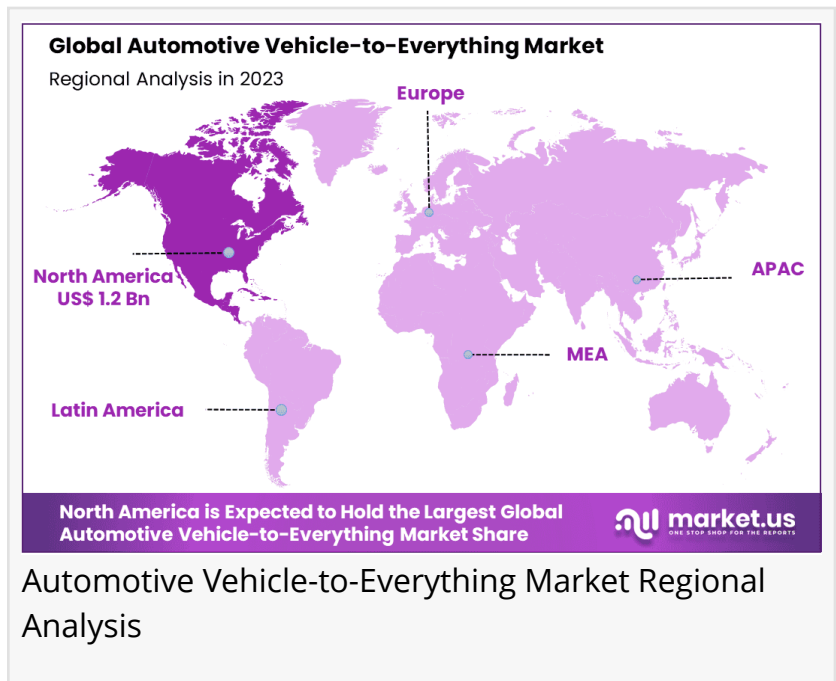 Global Automotive Vehicle-to-Everything Market
Regional Analysis in 2023
Europe
North America
US$ 1.2 Bn
APAC
MEA
Latin America
North America is Expected to Hold the Largest Global
Automotive Vehicle-to-Everything Market Share
market.us
ONE STOP SHOP FOR THE REPORTS
Automotive Vehicle-to-Everything Market Regional
Analysis